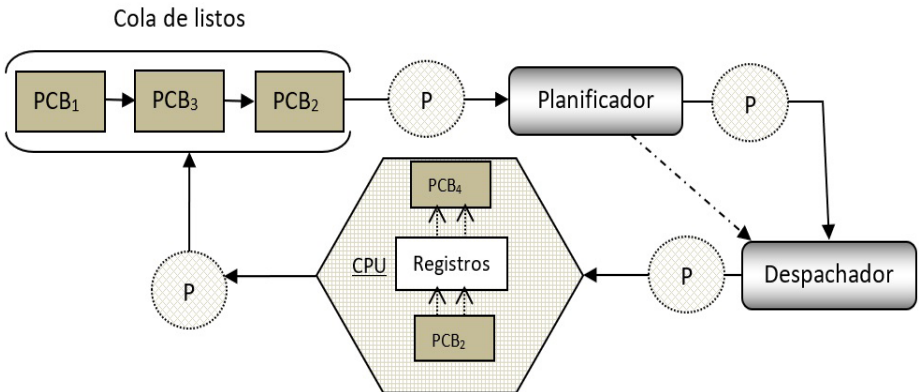 Cola de listos
PCB₁
PCB₃
PCB₂
P
Planificador
P
PCB₄
CPU
Registros
P
Despachador
P
PCB₂